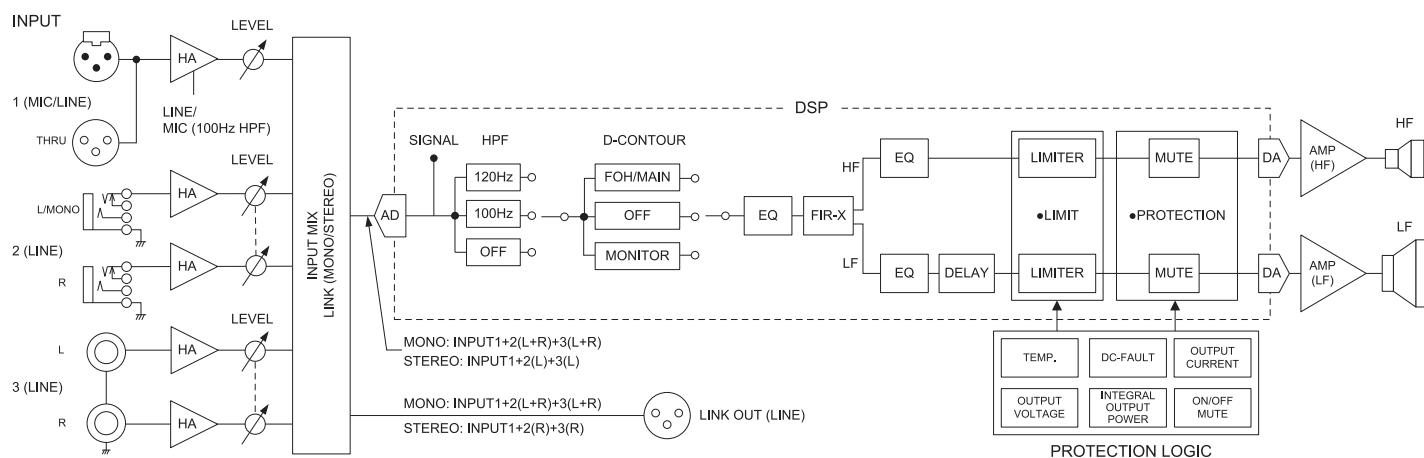 INPUT
LEVEL
HA
1 (MIC/LINE)
LINE/
MIC (100Hz HPF)
THRU
LEVEL
HA
L/MONO
2 (LINE)
HA
R
LEVEL
L
HA
3 (LINE)
R
HA
INPUT MIX
LINK (MONO/STEREO)
DSP
SIGNAL
HPF
D-CONTOUR
AD
120Hz
100Hz
OFF
FOH/MAIN
OFF
MONITOR
EQ
FIR-X
HF
LF
EQ
EQ
DELAY
LIMITER
●LIMIT
LIMITER
MUTE
●PROTECTION
MUTE
DA
DA
AMP
(HF)
AMP
(LF)
HF
LF
MONO: INPUT1+2(L+R)+3(L+R)
STEREO: INPUT1+2(L)+3(L)
MONO: INPUT1+2(L+R)+3(L+R)
STEREO: INPUT1+2(R)+3(R)
LINK OUT (LINE)
TEMP.
DC-FAULT
OUTPUT
CURRENT
OUTPUT
VOLTAGE
INTEGRAL
OUTPUT
POWER
ON/OFF
MUTE
PROTECTION LOGIC